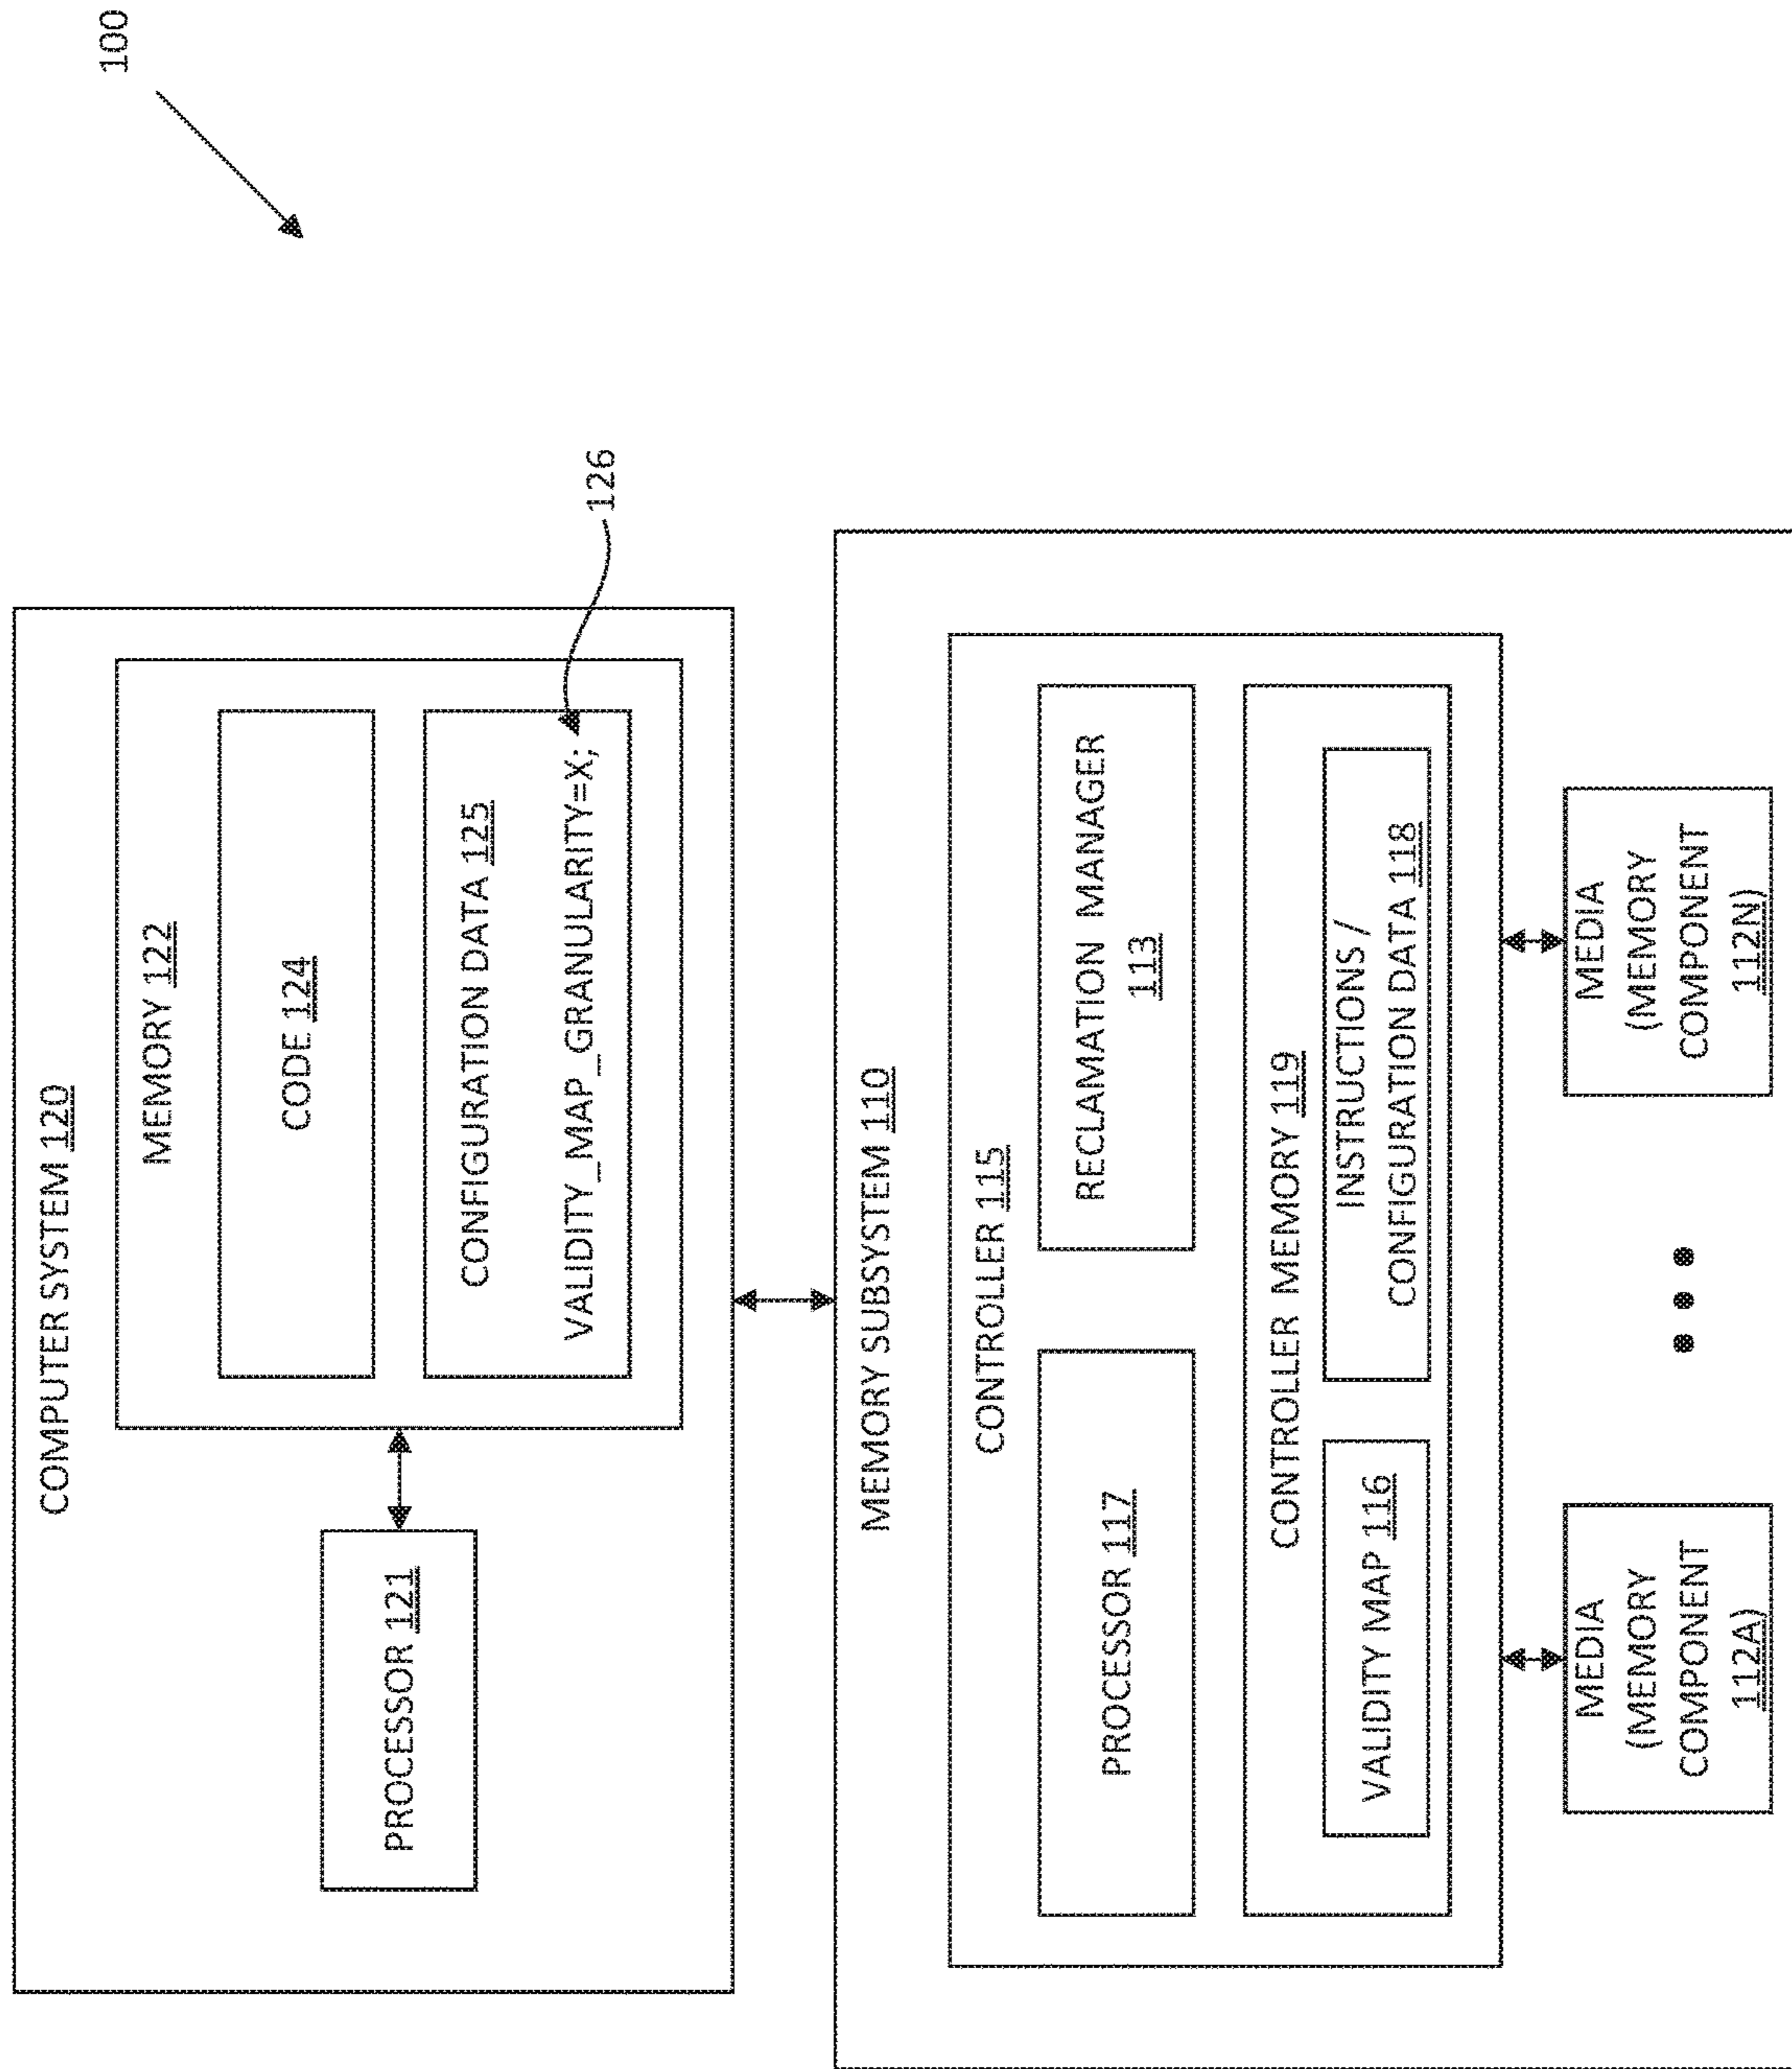 100
COMPUTER SYSTEM 120
PROCESSOR 121
MEMORY 122
CODE 124
CONFIGURATION DATA 125
VALIDITY_MAP_GRANULARITY=X;
126
MEMORY SUBSYSTEM 110
CONTROLLER 115
PROCESSOR 117
RECLAMATION MANAGER
113
CONTROLLER MEMORY 119
VALIDITY MAP 116
INSTRUCTIONS /
CONFIGURATION DATA 118
MEDIA
(MEMORY
COMPONENT
112A)
MEDIA
(MEMORY
COMPONENT
112N)